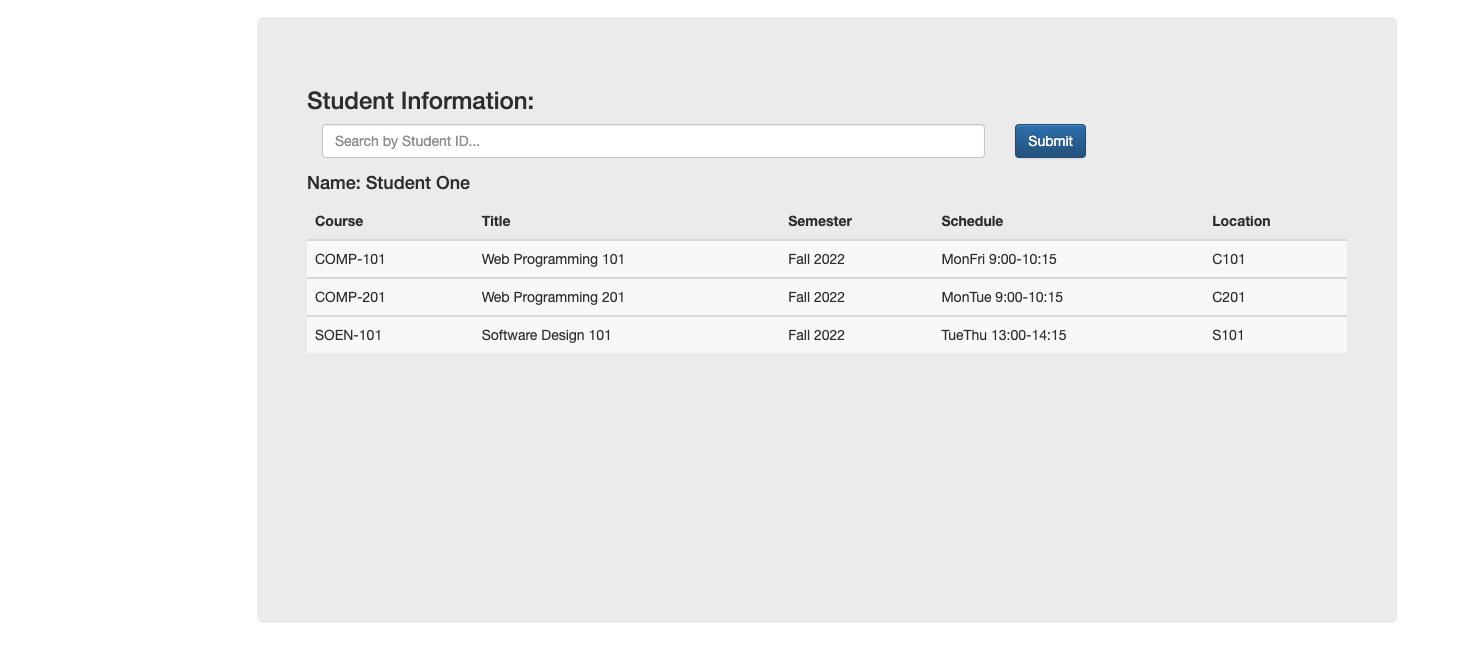 Student Information:
Search by Student ID... Submit
Name: Student One
Course Title Semester Schedule Location
COMP-101 Web Programming 101 Fall 2022 MonFri 9:00-10:15 C101
COMP-201 Web Programming 201 Fall 2022 MonTue 9:00-10:15 C201
SOEN-101 Software Design 101 Fall 2022 TueThu 13:00-14:15 S101